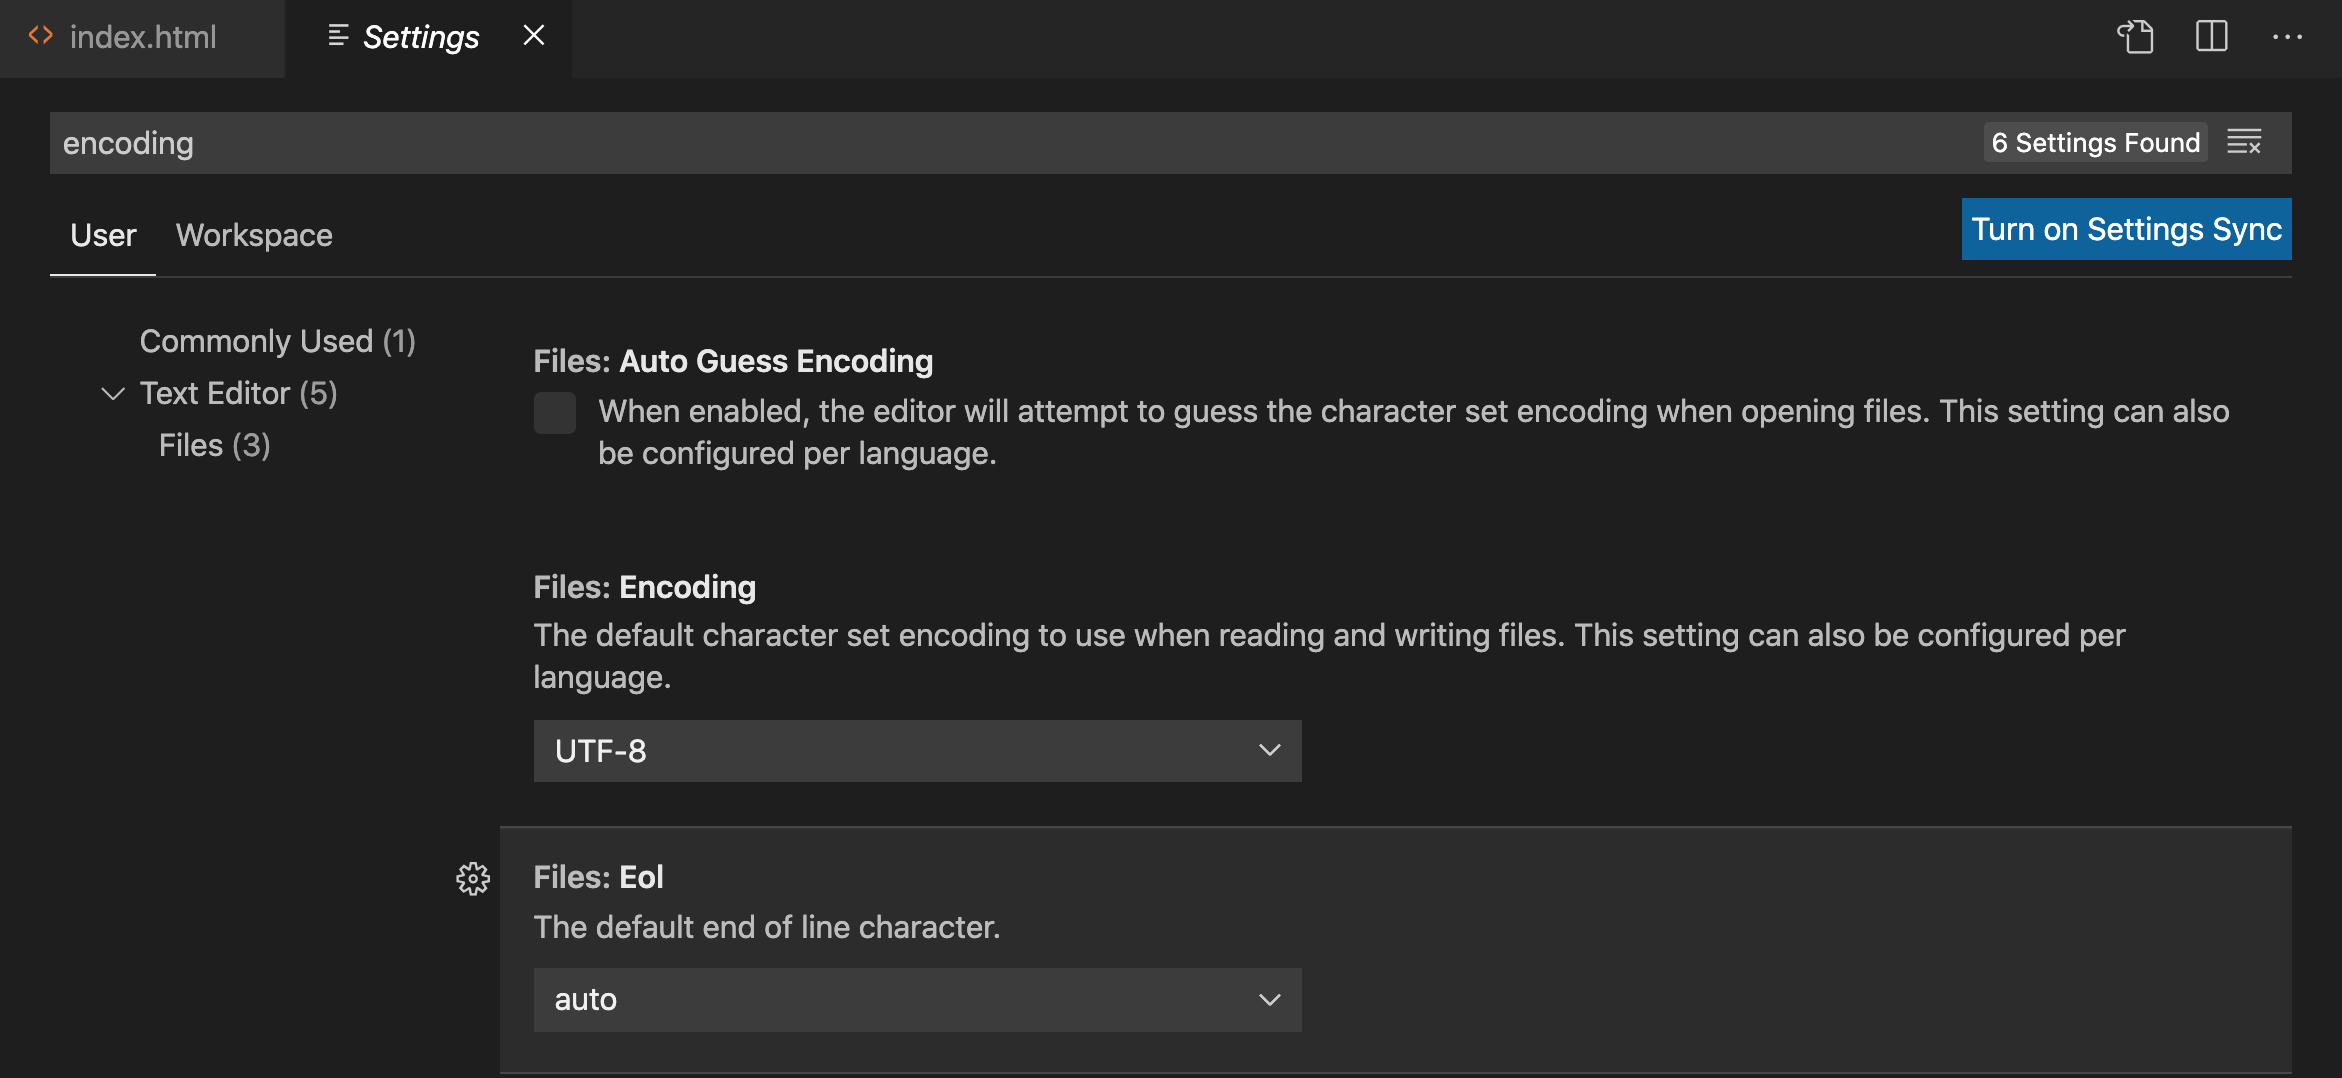 index.html
Settings
encoding
6 Settings Found
User
Workspace
Turn on Settings Sync
Commonly Used (1)
Text Editor (5)
Files (3)
Files: Auto Guess Encoding
When enabled, the editor will attempt to guess the character set encoding when opening files. This setting can also
be configured per language.
Files: Encoding
The default character set encoding to use when reading and writing files. This setting can also be configured per
language.
UTF-8
Files: Eol
The default end of line character.
auto